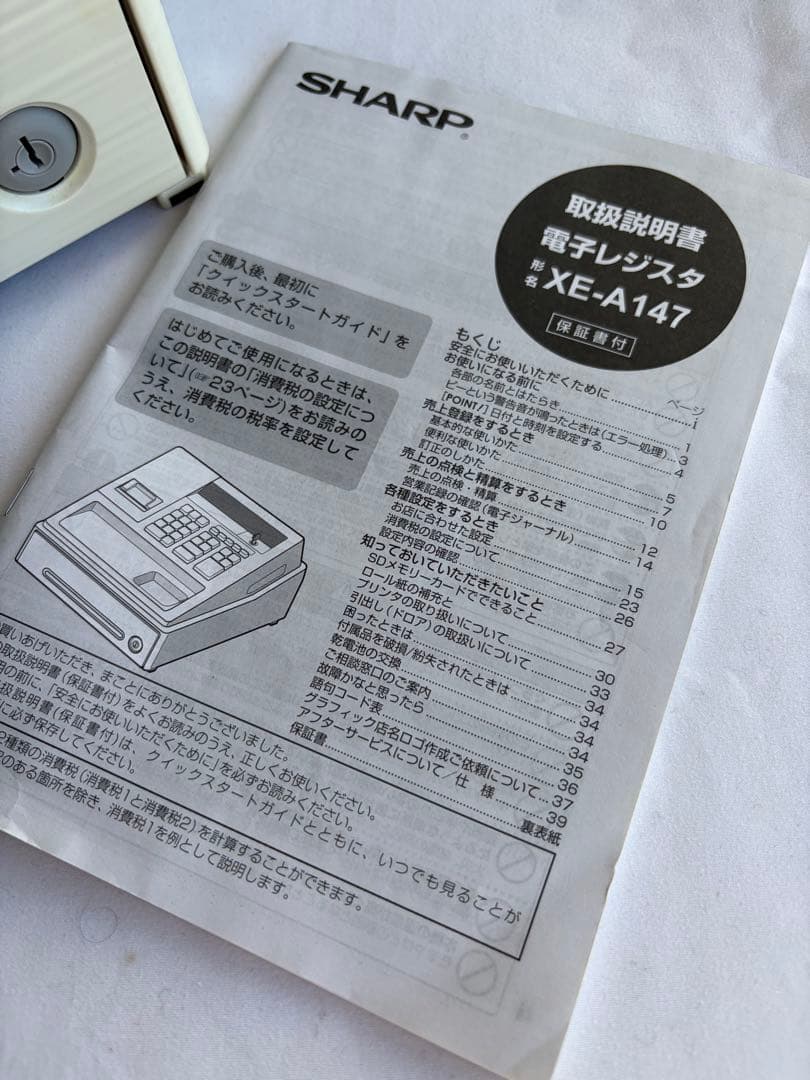 SHARP®
取扱説明書
電子レジスタ
形名 XE-A147
保証書付
ご購入後、最初に
「クイックスタートガイド」を
お読みください。
はじめてご使用になるときは、
この説明書の「消費税の設定につ
いて」(☞23ページ)をお読みの
うえ、消費税の税率を設定して
ください。
もくじ
ページ
安全にお使いいただくために
お使いになる前に
各部の名前とはたらき
ピーという警告音が鳴ったときは(エラー処理)
[POINT!]日付と時刻を設定する
売上登録をするとき
基本的な使いかた
便利な使いかた
訂正のしかた
売上の点検と精算をするとき
売上の点検・精算
営業記録の確認(電子ジャーナル)
各種設定をするとき
お店に合わせた設定
消費税の設定について
設定内容の確認
知っておいていただきたいこと
SDメモリーカードでできること
ロール紙の補充と
プリンタの取り扱いについて
引出し(ドロア)の取扱いについて
困ったときは
付属品を破損/紛失されたときは
乾電池の交換
ご相談窓口のご案内
故障かなと思ったら
語句コード表
グラフィック店名ロゴ作成ご依頼について
アフターサービスについて/仕 様
保証書
裏表紙
買いあげいただき、まことにありがとうございました。
取扱説明書(保証書付)をよくお読みのうえ、正しくお使いください。
用の前に、「安全にお使いいただくために」を必ずお読みください。
扱説明書(保証書付)は、クイックスタートガイドとともに、いつでも見ることが
に必ず保存してください。
2種類の消費税(消費税1と消費税2)を計算することができます。
のある箇所を除き、消費税1を例として説明します。